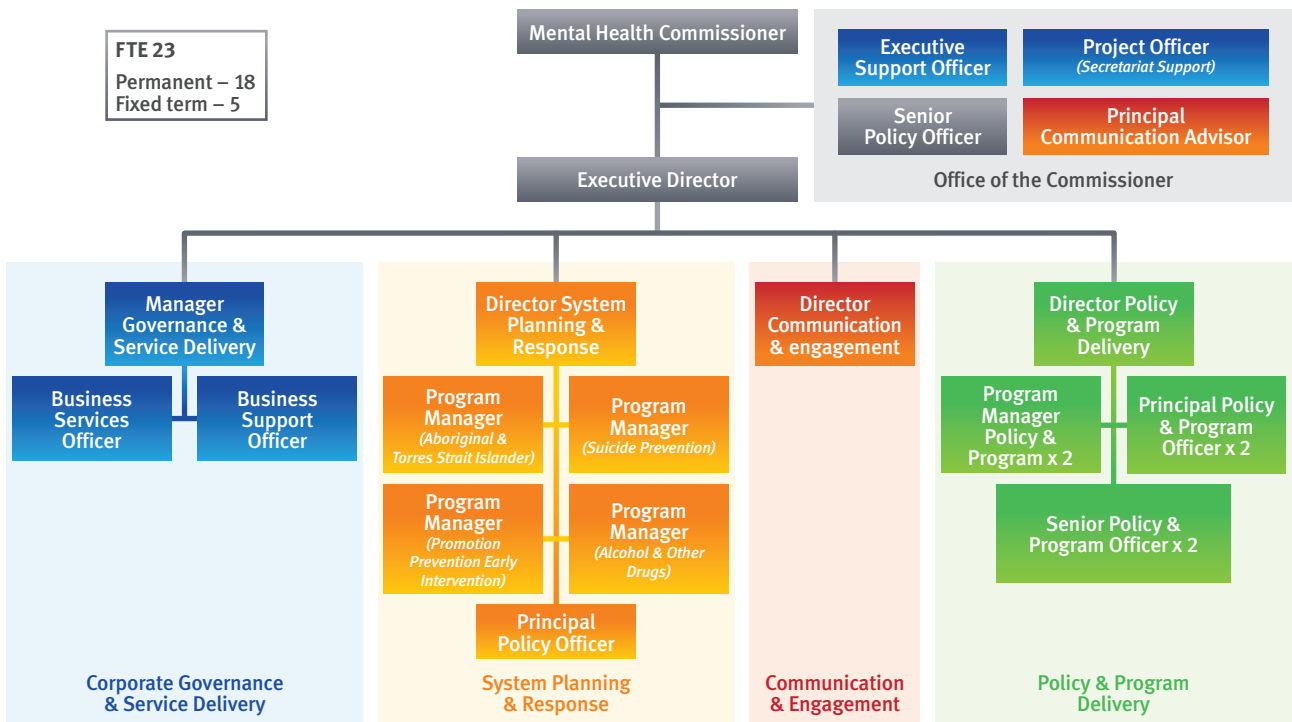 FTE 23
Permanent – 18
Fixed term – 5
Mental Health Commissioner
Executive
Support Officer
Project Officer
(Secretariat Support)
Senior
Policy Officer
Principal
Communication Advisor
Office of the Commissioner
Executive Director
Manager
Governance &
Service Delivery
Business
Services
Officer
Business
Support
Officer
Corporate Governance
& Service Delivery
Director System
Planning &
Response
Program
Manager
(Aboriginal &
Torres Strait Islander)
Program
Manager
(Suicide Prevention)
Program
Manager
(Promotion
Prevention Early
Intervention)
Program
Manager
(Alcohol & Other
Drugs)
Principal
Policy Officer
System Planning
& Response
Director
Communication
& engagement
Communication
& Engagement
Director Policy
& Program
Delivery
Program
Manager
Policy &
Program x 2
Principal Policy
& Program
Officer x 2
Senior Policy &
Program Officer x 2
Policy & Program
Delivery